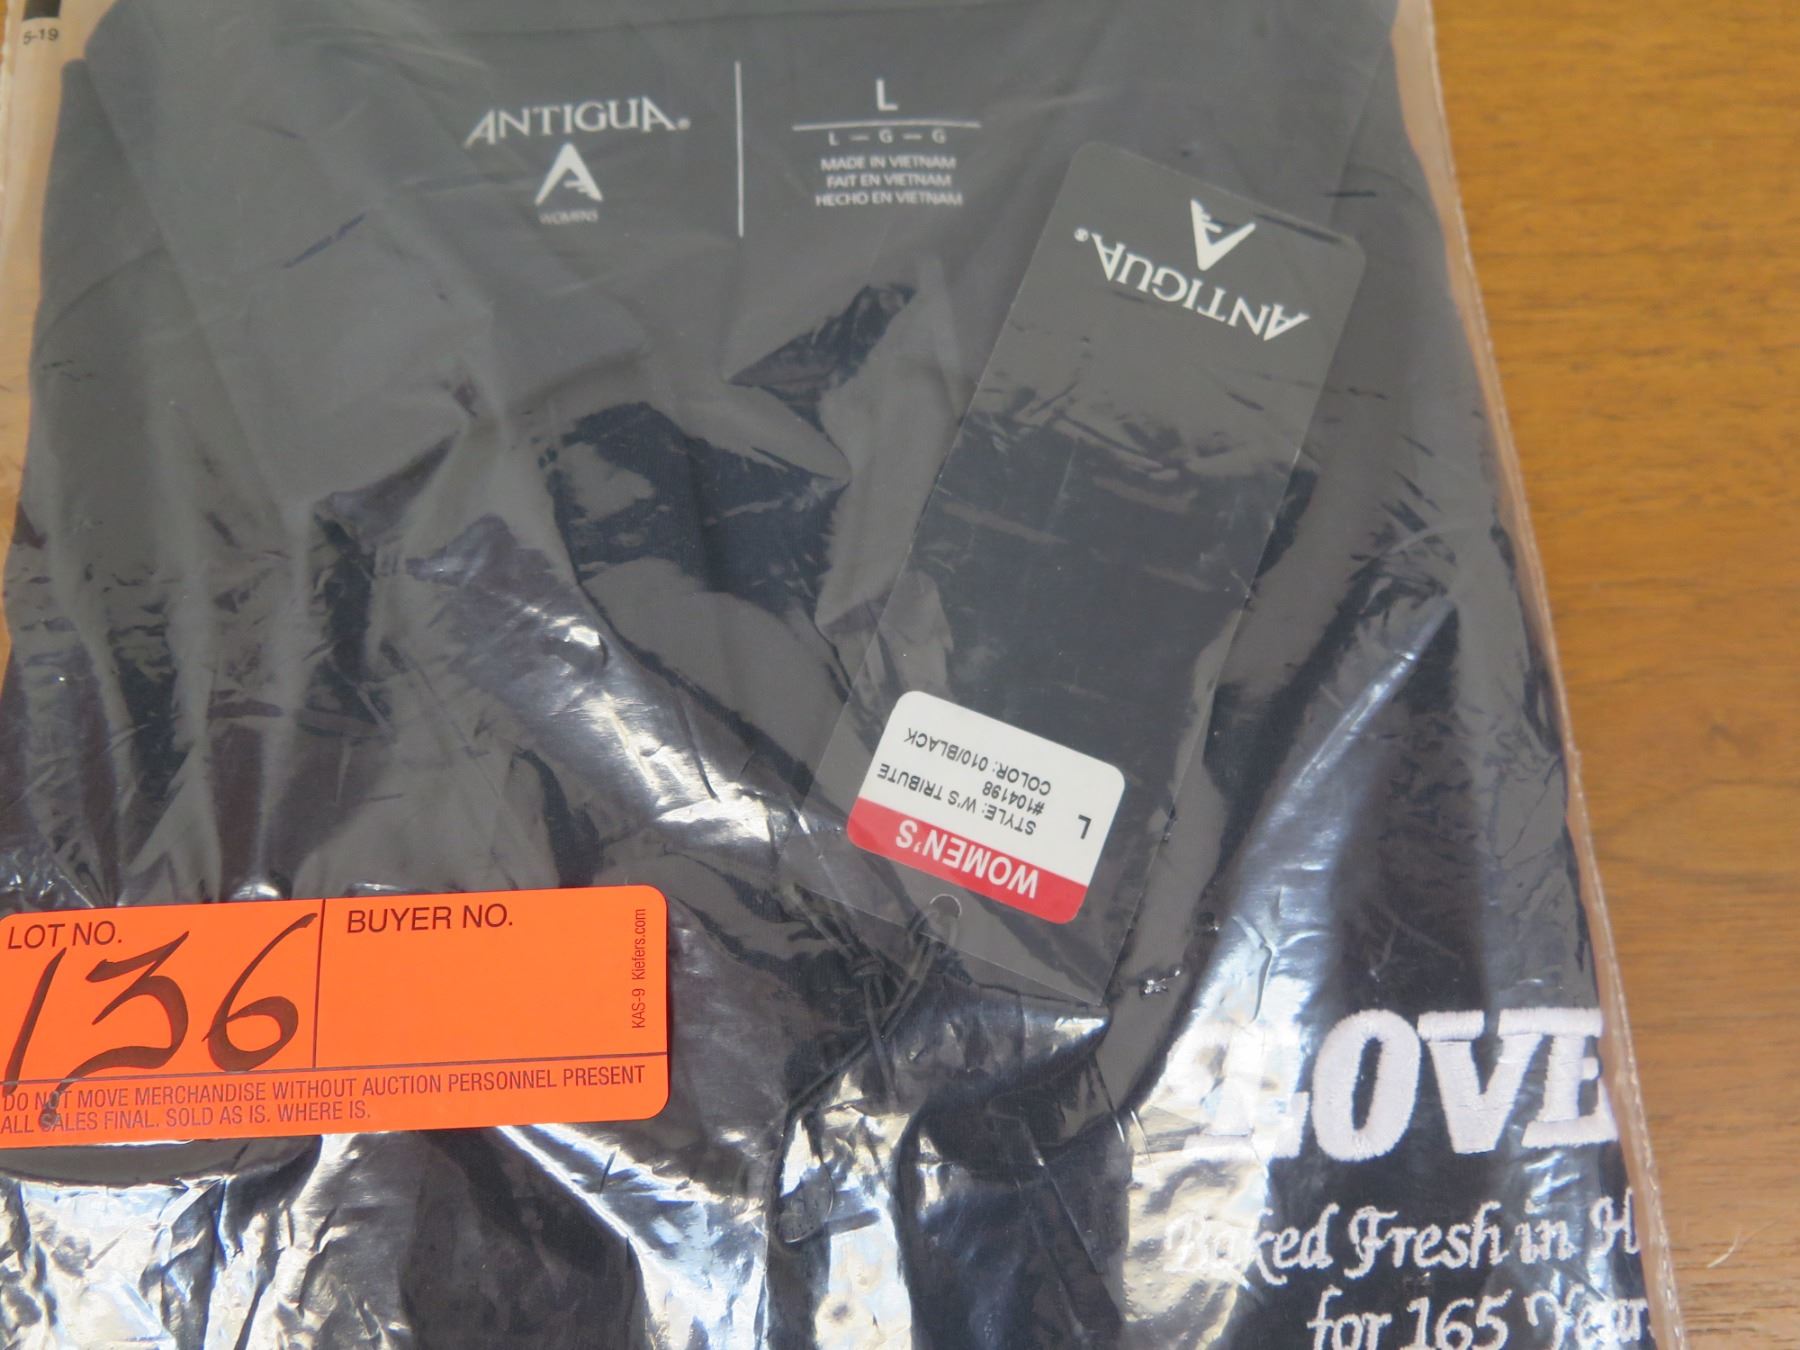 5-19
ANTIGUA®
WOMENS
L
L – G – G
MADE IN VIETNAM
FAIT EN VIETNAM
HECHO EN VIETNAM
ANTIGUA®
WOMEN'S
STYLE: W'S TRIBUTE
#104198
COLOR: 010/BLACK
L
LOT NO.
136
BUYER NO.
KAS-9 Kiefers.com
DO NOT MOVE MERCHANDISE WITHOUT AUCTION PERSONNEL PRESENT
ALL SALES FINAL. SOLD AS IS. WHERE IS.
LOVE
Baked Fresh in H
for 165 Year